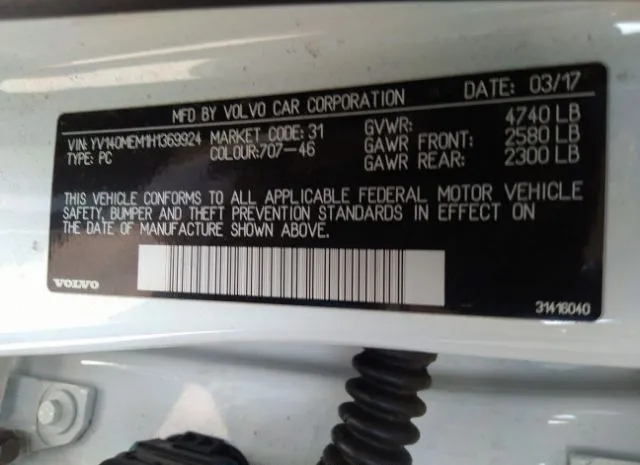 MFD BY VOLVO CAR CORPORATION DATE: 03/17
VIN: YV140MEM1H1369924 MARKET CODE: 31 GVWR: 4740 LB
TYPE: PC COLOUR:707-46 GAWR FRONT: 2580 LB
GAWR REAR: 2300 LB
THIS VEHICLE CONFORMS TO ALL APPLICABLE FEDERAL MOTOR VEHICLE
SAFETY, BUMPER AND THEFT PREVENTION STANDARDS IN EFFECT ON
THE DATE OF MANUFACTURE SHOWN ABOVE.
VOLVO 31416040